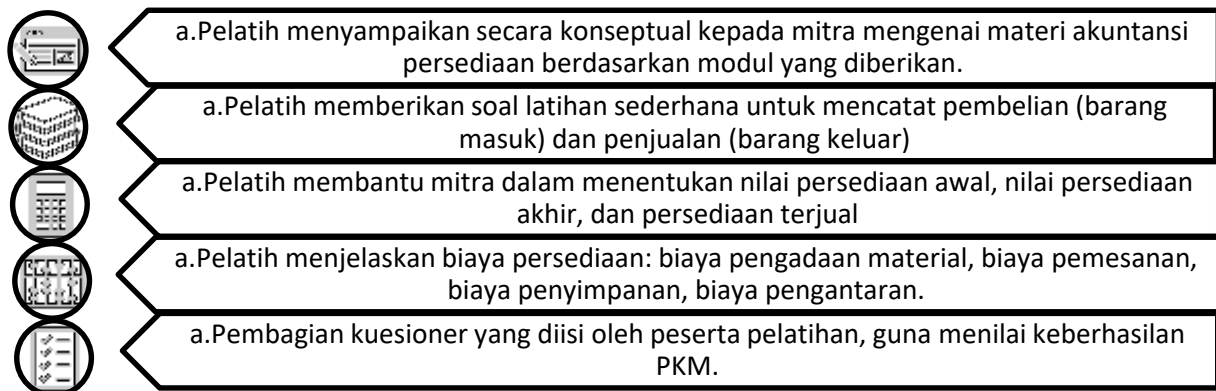 a.Pelatih menyampaikan secara konseptual kepada mitra mengenai materi akuntansi
persediaan berdasarkan modul yang diberikan.
a.Pelatih memberikan soal latihan sederhana untuk mencatat pembelian (barang
masuk) dan penjualan (barang keluar)
a.Pelatih membantu mitra dalam menentukan nilai persediaan awal, nilai persediaan
akhir, dan persediaan terjual
a.Pelatih menjelaskan biaya persediaan: biaya pengadaan material, biaya pemesanan,
biaya penyimpanan, biaya pengantaran.
a.Pembagian kuesioner yang diisi oleh peserta pelatihan, guna menilai keberhasilan
PKM.